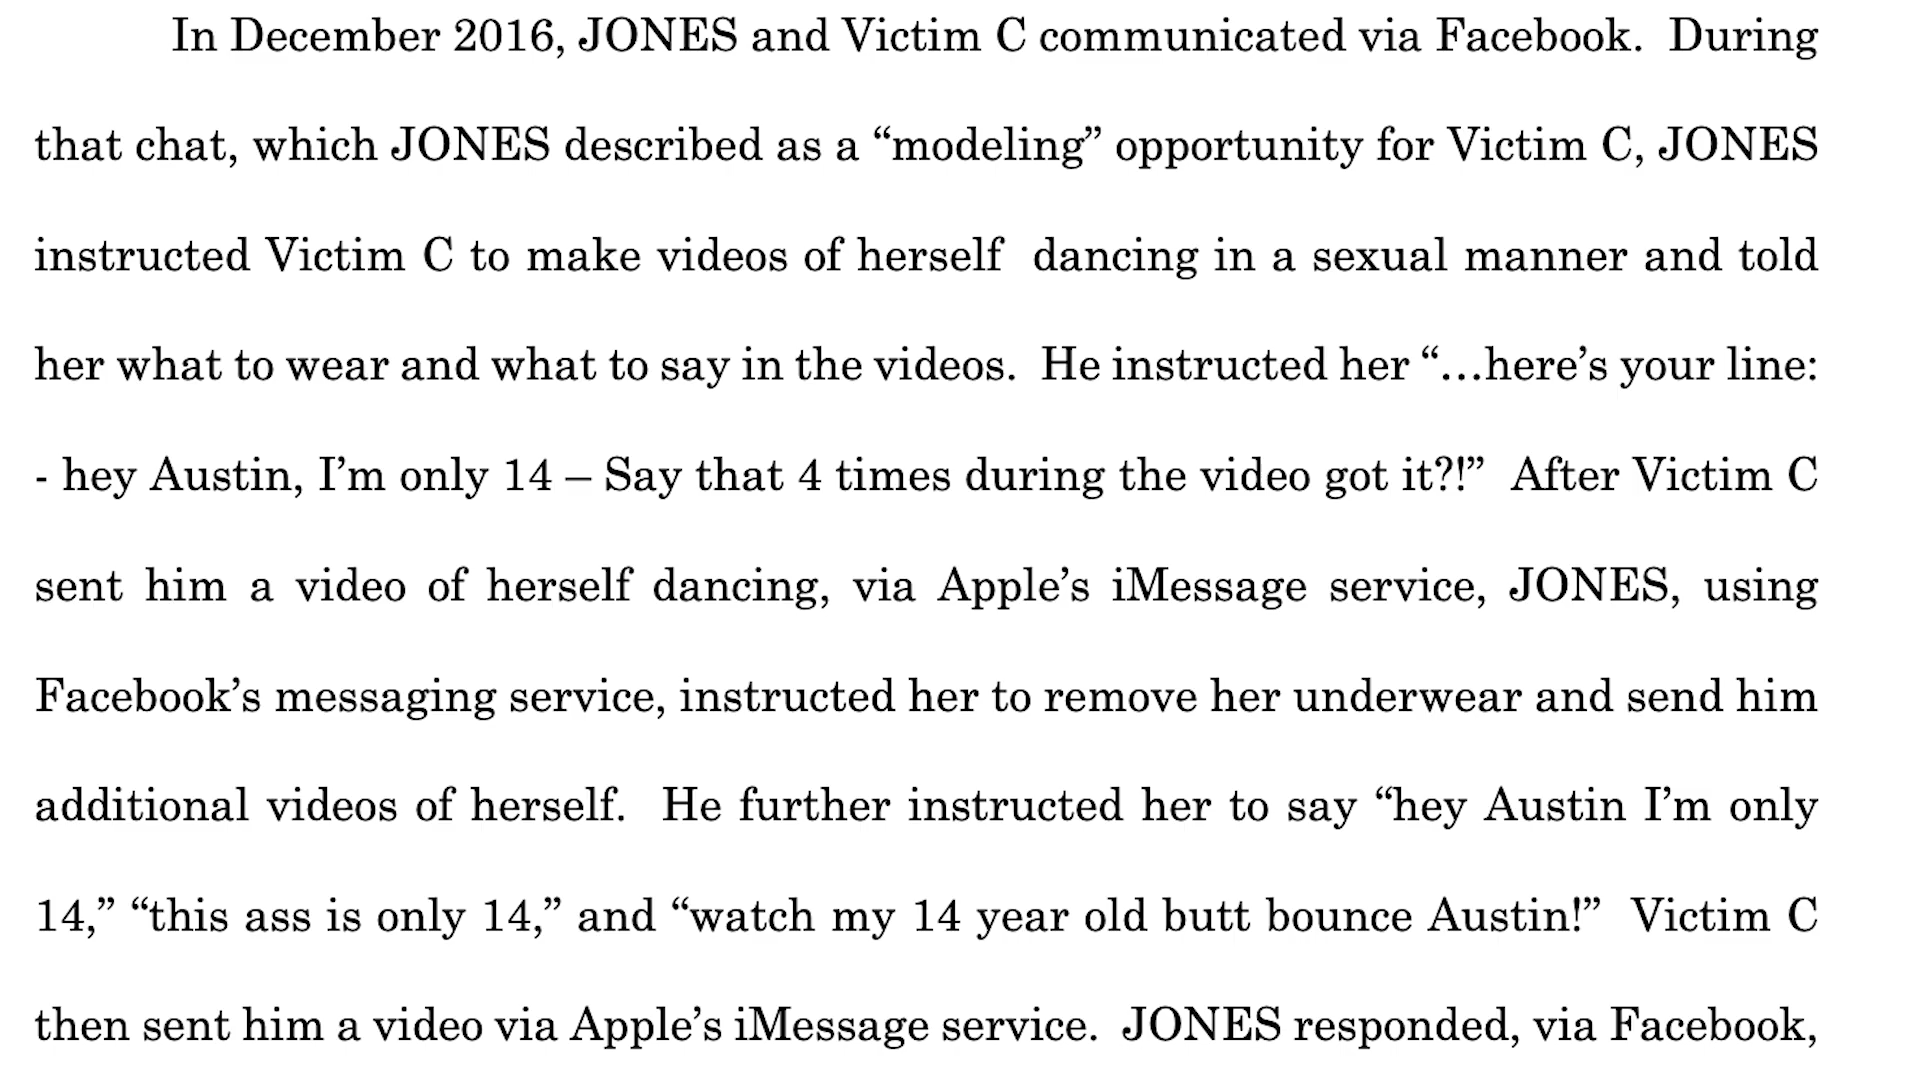 In December 2016, JONES and Victim C communicated via Facebook. During
that chat, which JONES described as a “modeling” opportunity for Victim C, JONES
instructed Victim C to make videos of herself dancing in a sexual manner and told
her what to wear and what to say in the videos. He instructed her “…here’s your line:
- hey Austin, I’m only 14 – Say that 4 times during the video got it?!” After Victim C
sent him a video of herself dancing, via Apple’s iMessage service, JONES, using
Facebook’s messaging service, instructed her to remove her underwear and send him
additional videos of herself. He further instructed her to say “hey Austin I’m only
14,” “this ass is only 14,” and “watch my 14 year old butt bounce Austin!” Victim C
then sent him a video via Apple’s iMessage service. JONES responded, via Facebook,